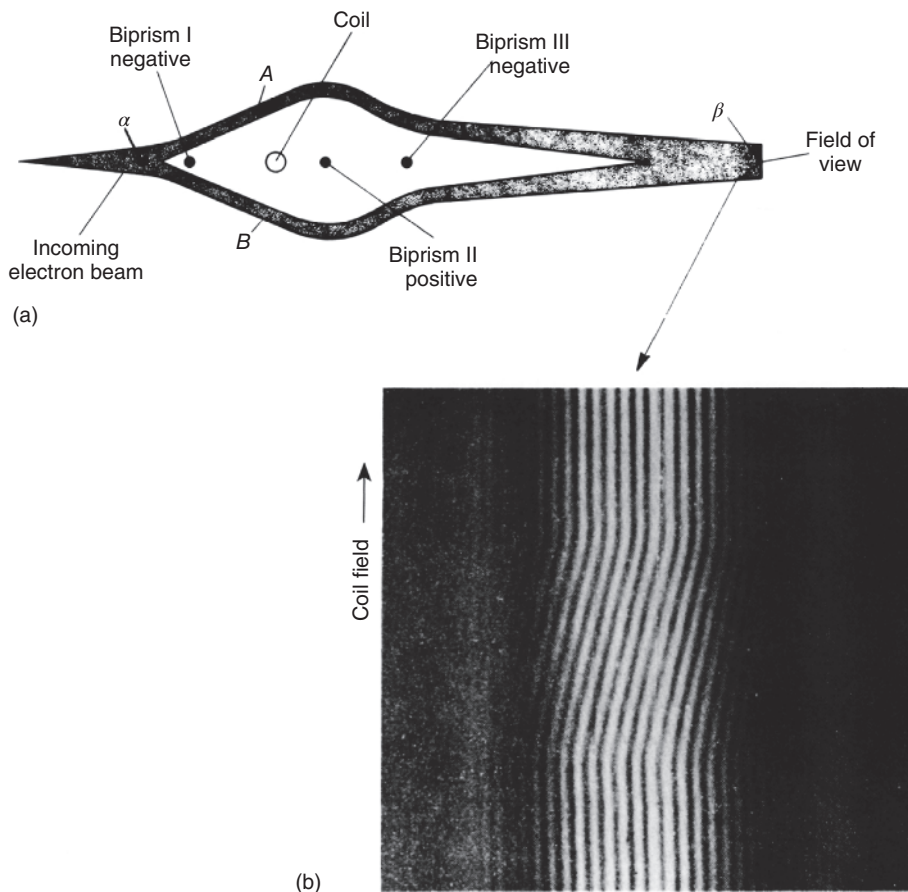 Coil
Biprism I
negative
Biprism III
negative
A
α
β
Field of
view
B
Incoming
electron beam
Biprism II
positive
(a)
Coil field
(b)